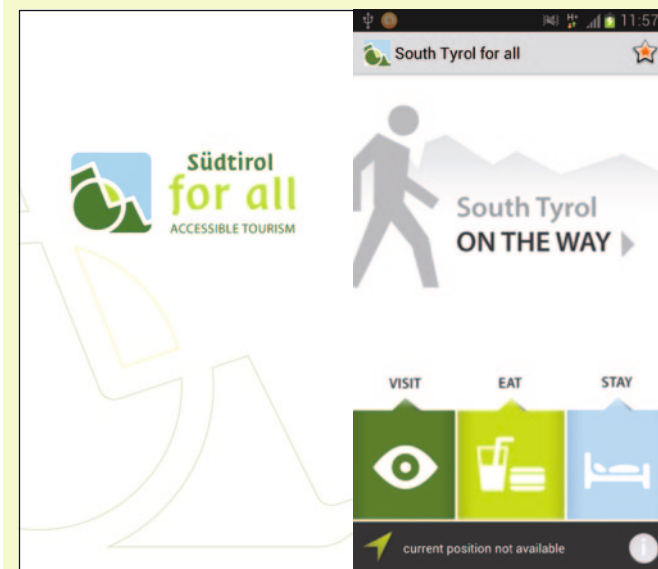 Südtirol
for all
ACCESSIBLE TOURISM
H+ 11:57
South Tyrol for all
South Tyrol
ON THE WAY
VISIT EAT STAY
current position not available
i